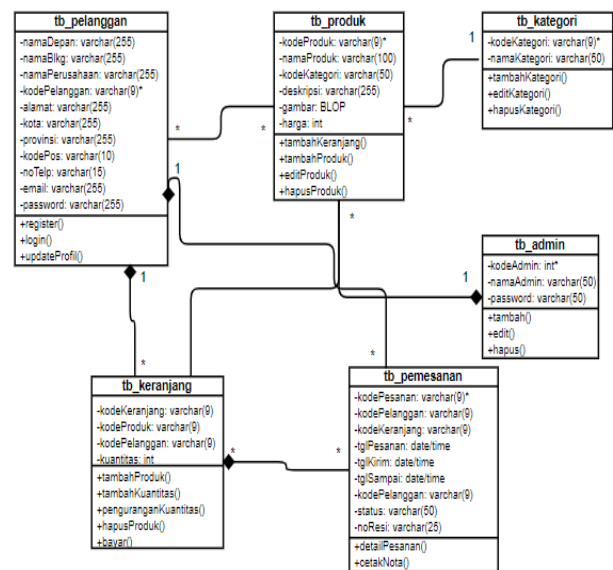 tb_pelanggan
-namaDepan: varchar(255)
-namaBlkg: varchar(255)
-namaPerusahaan: varchar(255)
-kodePelanggan: varchar(9)*
-alamat: varchar(255)
-kota: varchar(255)
-provinsi: varchar(255)
-kodePos: varchar(10)
-noTelp: varchar(15)
-email: varchar(255)
-password: varchar(255)
+register()
+login()
+updateProfil()
tb_produk
-kodeProduk: varchar(9)*
-namaProduk: varchar(100)
-kodeKategori: varchar(50)
-deskripsi: varchar(255)
-gambar: BLOP
-harga: int
+tambahKeranjang()
+tambahProduk()
+editProduk()
+hapusProduk()
tb_kategori
-kodeKategori: varchar(9)*
-namaKategori: varchar(50)
+tambahKategori()
+editKategori()
+hapusKategori()
1
*
*
*
1
*
1
1
tb_admin
-kodeAdmin: int*
-namaAdmin: varchar(50)
-password: varchar(50)
+tambah()
+edit()
+hapus()
*
*
*
tb_keranjang
-kodeKeranjang: varchar(9)
-kodeProduk: varchar(9)
-kodePelanggan: varchar(9)
-kuantitas: int
+tambahProduk()
+tambahKuantitas()
+penguranganKuantitas()
+hapusProduk()
+bayar()
*
*
tb_pemesanan
-kodePesanan: varchar(9)*
-kodePelanggan: varchar(9)
-kodeKeranjang: varchar(9)
-tglPesanan: date/time
-tglKirim: date/time
-tglSampai: date/time
-kodePelanggan: varchar(9)
-status: varchar(50)
-noResi: varchar(25)
+detailPesanan()
+cetakNota()